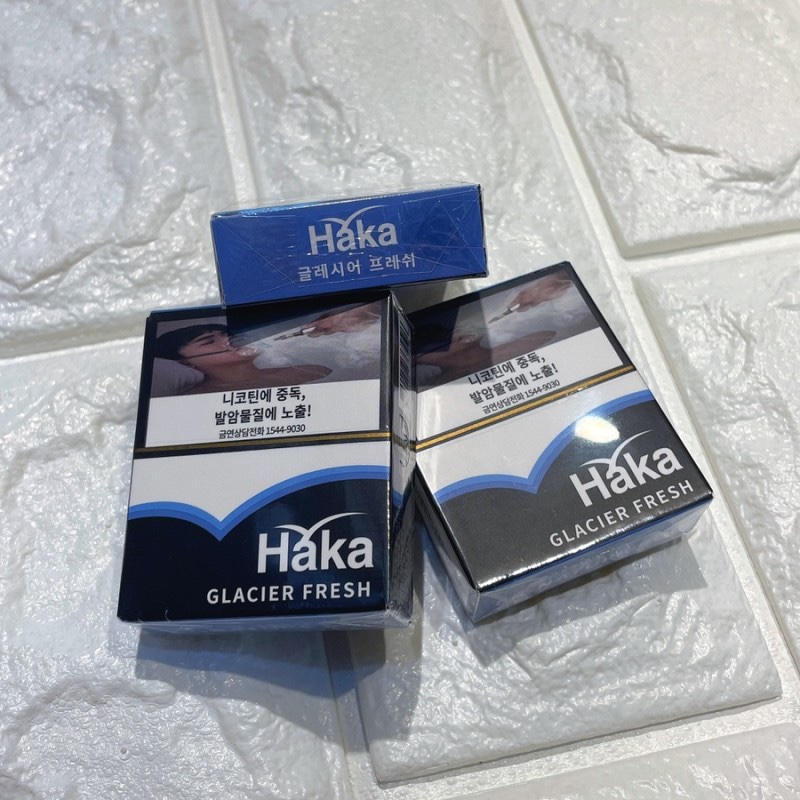 Haka
글레시어 프레쉬
니코틴에 중독,
발암물질에 노출!
금연상담전화 1544-9030
Haka
GLACIER FRESH
니코틴에 중독,
발암물질에 노출!
금연상담전화 1544-9030
Haka
GLACIER FRESH